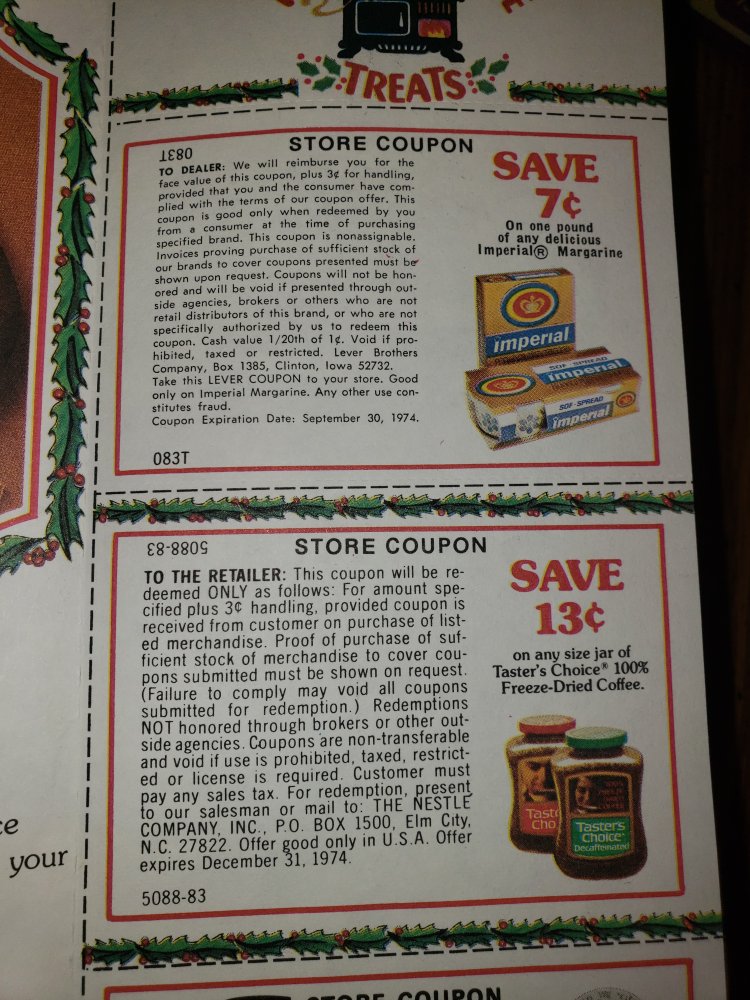 TREATS
STORE COUPON
083T
TO DEALER: We will reimburse you for the
face value of this coupon, plus 3¢ for handling,
provided that you and the consumer have com-
plied with the terms of our coupon offer. This
coupon is good only when redeemed by you
from a consumer at the time of purchasing
specified brand. This coupon is nonassignable.
Invoices proving purchase of sufficient stock of
our brands to cover coupons presented must be
shown upon request. Coupons will not be hon-
ored and will be void if presented through out-
side agencies, brokers or others who are not
retail distributors of this brand, or who are not
specifically authorized by us to redeem this
coupon. Cash value 1/20th of 1¢. Void if pro-
hibited, taxed or restricted. Lever Brothers
Company, Box 1385, Clinton, Iowa 52732.
Take this LEVER COUPON to your store. Good
only on Imperial Margarine. Any other use con-
stitutes fraud.
Coupon Expiration Date: September 30, 1974.
083T
SAVE
7¢
On one pound
of any delicious
Imperial® Margarine
imperial
SOF-SPREAD
imperial
SOF-SPREAD
imperial
STORE COUPON
5088-83
TO THE RETAILER: This coupon will be re-
deemed ONLY as follows: For amount spe-
cified plus 3¢ handling, provided coupon is
received from customer on purchase of list-
ed merchandise. Proof of purchase of suf-
ficient stock of merchandise to cover cou-
pons submitted must be shown on request.
(Failure to comply may void all coupons
submitted for redemption.) Redemptions
NOT honored through brokers or other out-
side agencies. Coupons are non-transferable
and void if use is prohibited, taxed, restrict-
ed or license is required. Customer must
pay any sales tax. For redemption, present
to our salesman or mail to: THE NESTLE
COMPANY, INC., P.O. BOX 1500, Elm City,
N.C. 27822. Offer good only in U.S.A. Offer
expires December 31, 1974.
5088-83
SAVE
13¢
on any size jar of
Taster's Choice® 100%
Freeze-Dried Coffee.
Taste
Cho
Taster's
Choice
Decaffeinated
ce
your
STORE COUPON